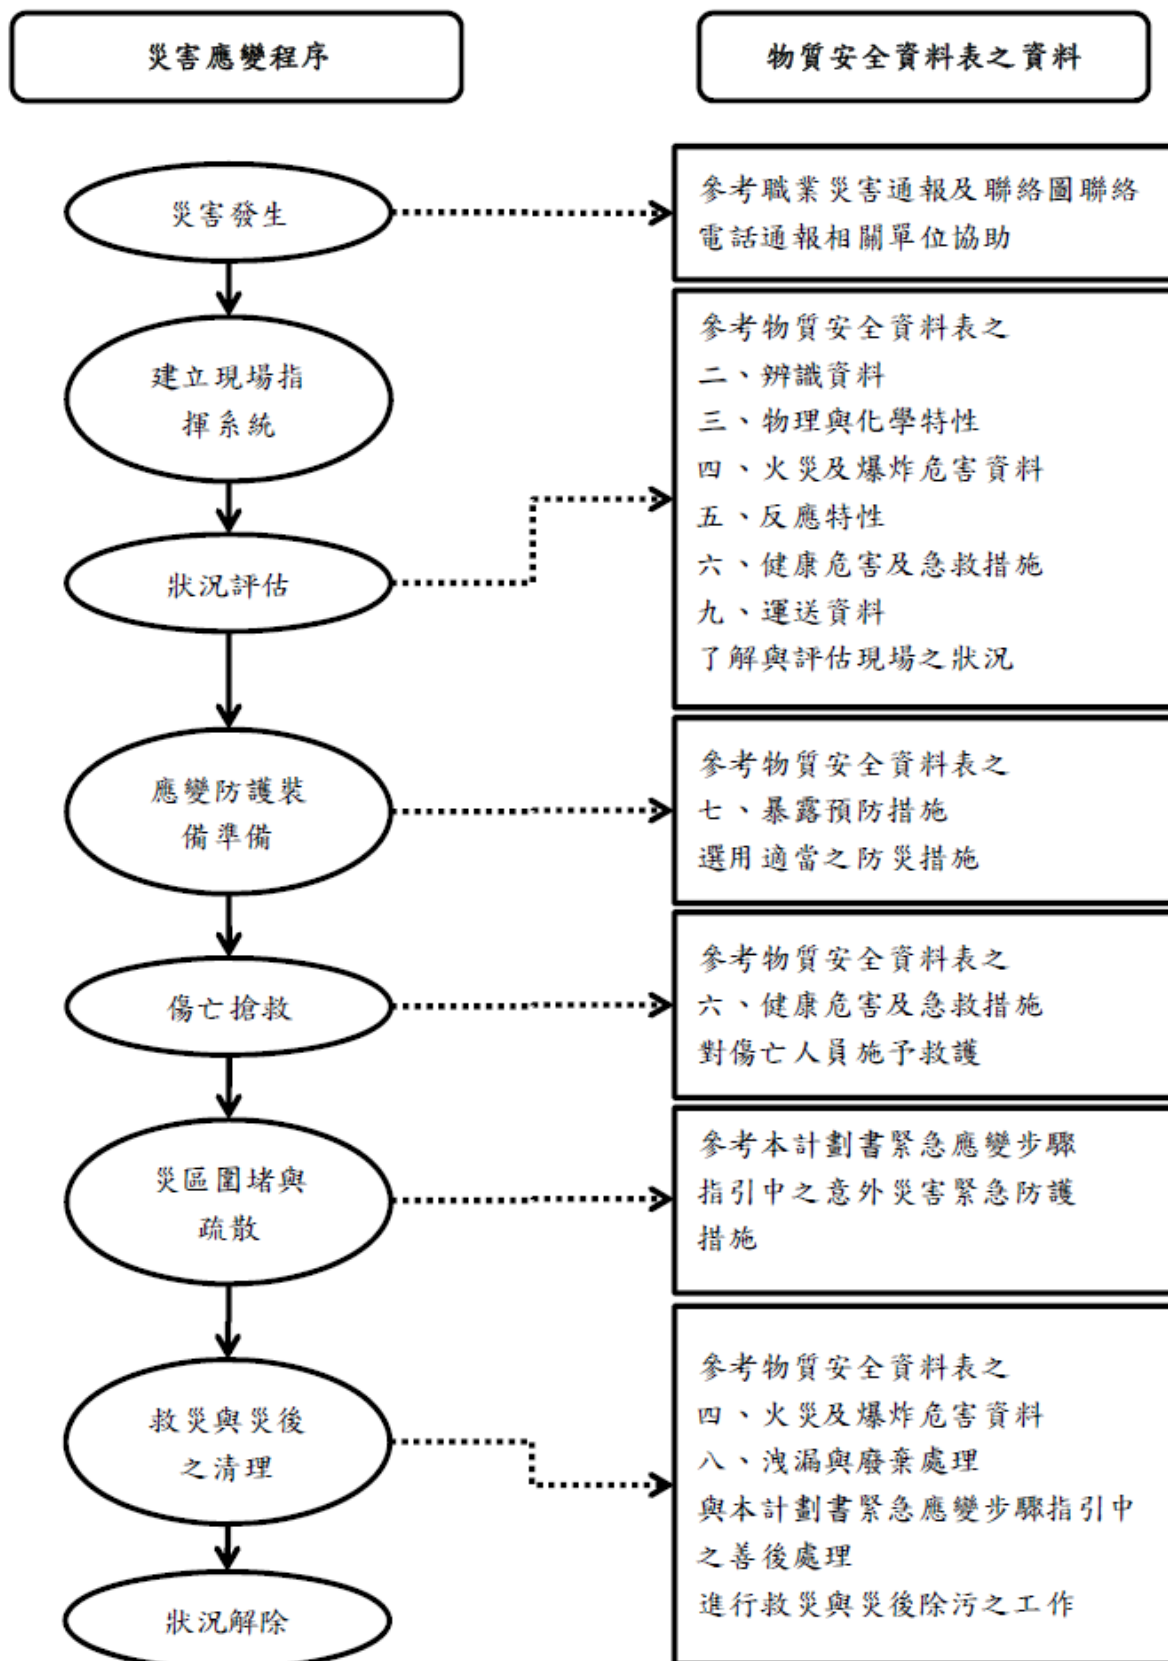 災害應變程序
物質安全資料表之資料
災害發生
參考職業災害通報及聯絡圖聯絡
電話通報相關單位協助
建立現場指
揮系統
狀況評估
參考物質安全資料表之
二、辨識資料
三、物理與化學特性
四、火災及爆炸危害資料
五、反應特性
六、健康危害及急救措施
九、運送資料
了解與評估現場之狀況
應變防護裝
備準備
參考物質安全資料表之
七、暴露預防措施
選用適當之防災措施
傷亡搶救
參考物質安全資料表之
六、健康危害及急救措施
對傷亡人員施予救護
災區圍堵與
疏散
參考本計劃書緊急應變步驟
指引中之意外災害緊急防護
措施
救災與災後
之清理
參考物質安全資料表之
四、火災及爆炸危害資料
八、洩漏與廢棄處理
與本計劃書緊急應變步驟指引中
之善後處理
進行救災與災後除污之工作
狀況解除